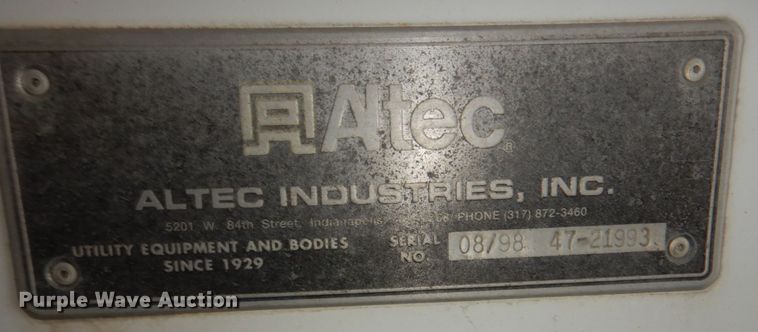 Altec®
ALTEC INDUSTRIES, INC.
5201 W. 84th Street, Indianapolis PHONE (317) 872-3460
UTILITY EQUIPMENT AND BODIES
SINCE 1929
SERIAL NO. 08/98 47-21993
Purple Wave Auction